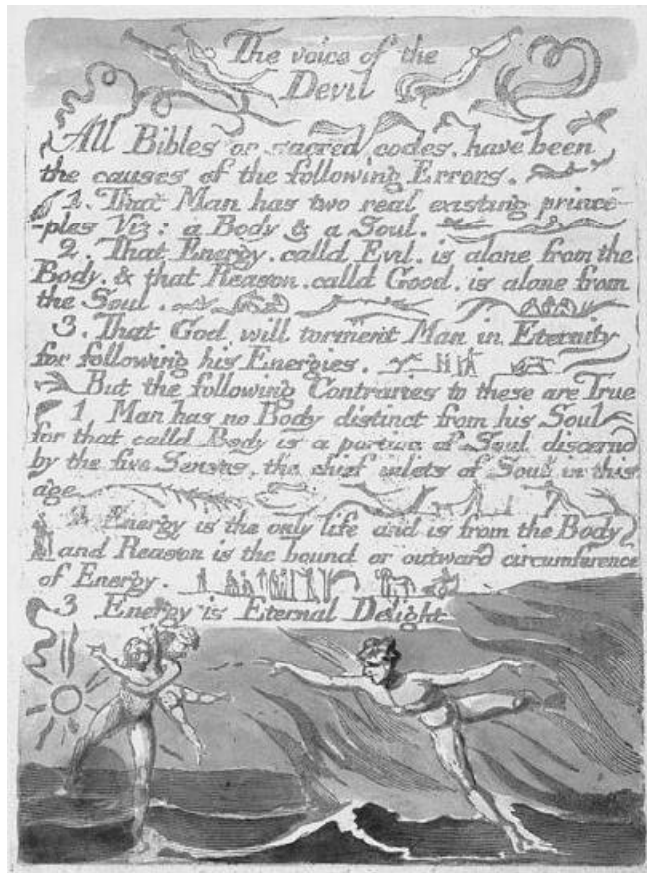 The voice of the
Devil
All Bibles or sacred codes. have been
the causes of the following Errors.
1. That Man has two real existing princi-
-ples Viz: a Body & a Soul.
2. That Energy. calld Evil. is alone from the
Body. & that Reason. calld Good. is alone from
the Soul.
3. That God will torment Man in Eternity
for following his Energies.
But the following Contraries to these are True
1 Man has no Body distinct from his Soul
for that calld Body is a portion of Soul discernd
by the five Senses. the chief inlets of Soul in this
age
2. Energy is the only life and is from the Body
and Reason is the bound or outward circumference
of Energy.
3 Energy is Eternal Delight